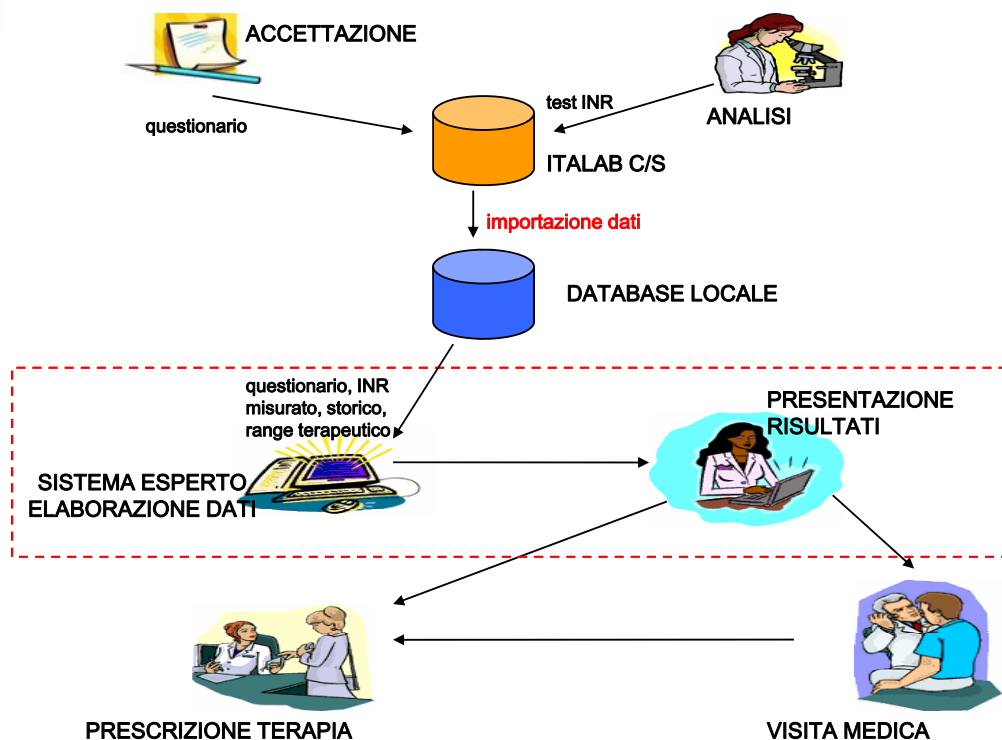 ACCETTAZIONE
questionario
test INR
ANALISI
ITALAB C/S
importazione dati
DATABASE LOCALE
questionario, INR
misurato, storico,
range terapeutico
SISTEMA ESPERTO
ELABORAZIONE DATI
PRESENTAZIONE
RISULTATI
PRESCRIZIONE TERAPIA
VISITA MEDICA